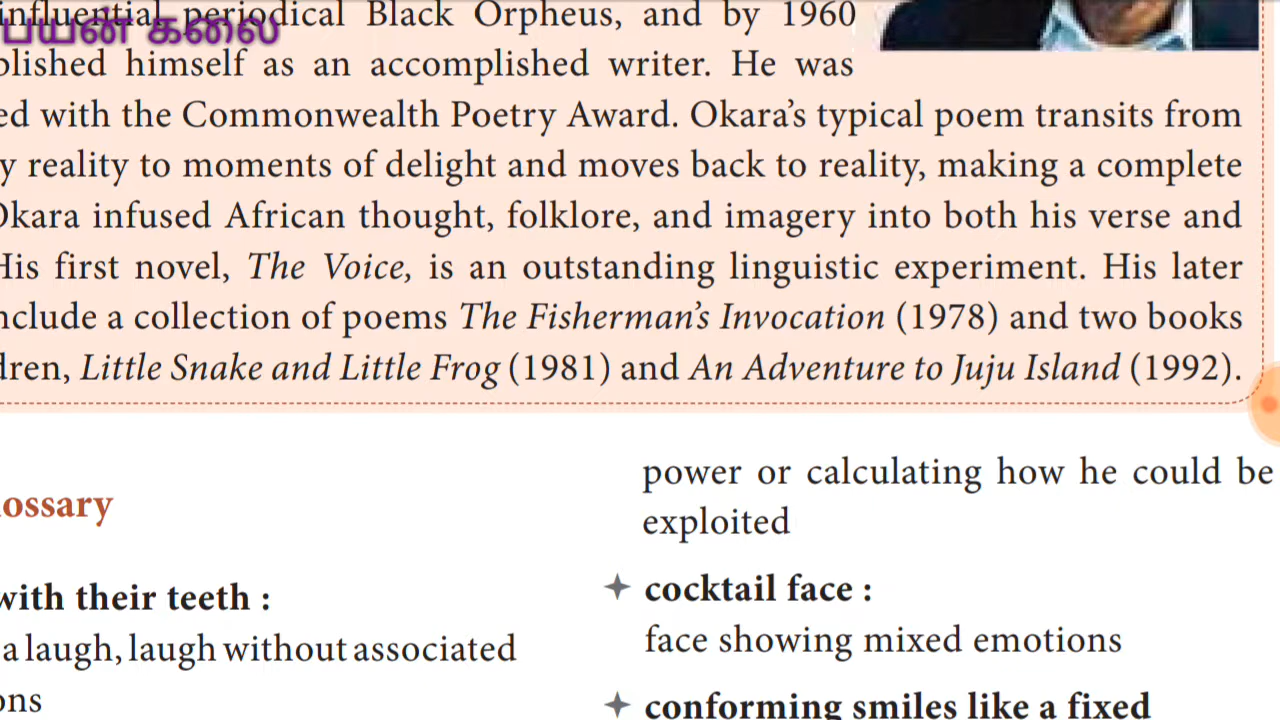 influential periodical Black Orpheus, and by 1960
பயன் கலை
blished himself as an accomplished writer. He was
ed with the Commonwealth Poetry Award. Okara's typical poem transits from
y reality to moments of delight and moves back to reality, making a complete
Okara infused African thought, folklore, and imagery into both his verse and
His first novel, The Voice, is an outstanding linguistic experiment. His later
nclude a collection of poems The Fisherman's Invocation (1978) and two books
dren, Little Snake and Little Frog (1981) and An Adventure to Juju Island (1992).
lossary
with their teeth :
a laugh, laugh without associated
ons
power or calculating how he could be
exploited
cocktail face :
face showing mixed emotions
conforming smiles like a fixed